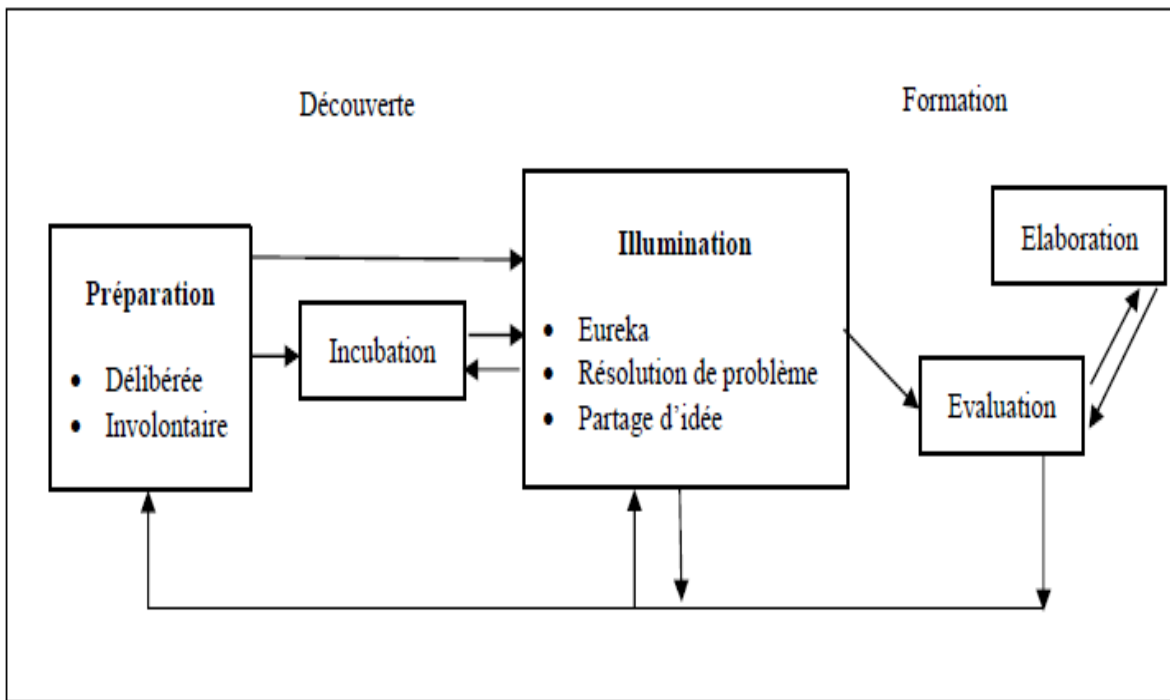 Découverte
Formation
Préparation
• Délibérée
• Involontaire
Incubation
Illumination
• Eureka
• Résolution de problème
• Partage d’idée
Elaboration
Evaluation